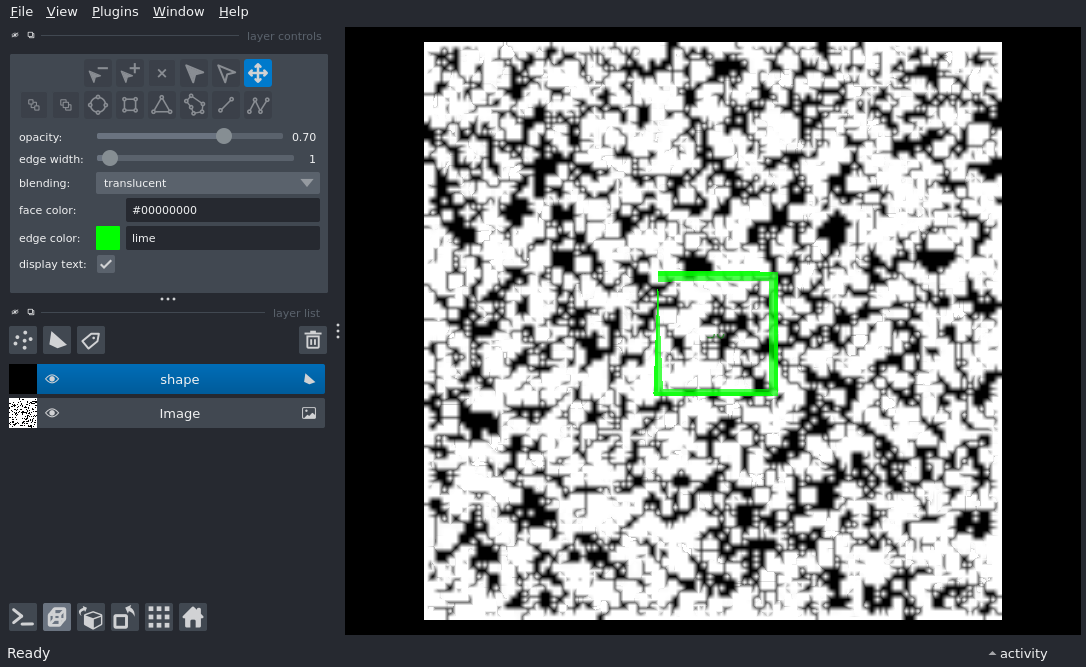 File View Plugins Window Help
layer controls
opacity: 0.70
edge width: 1
blending: translucent
face color: #00000000
edge color: lime
display text:
layer list
shape
Image
Ready
activity